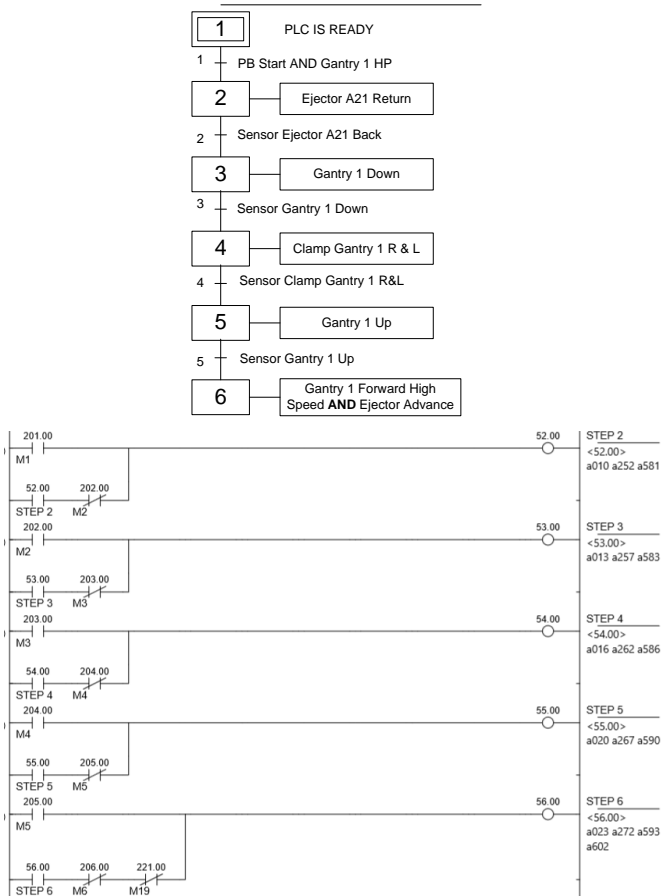 1 PLC IS READY
1 PB Start AND Gantry 1 HP
2 Ejector A21 Return
2 Sensor Ejector A21 Back
3 Gantry 1 Down
3 Sensor Gantry 1 Down
4 Clamp Gantry 1 R & L
4 Sensor Clamp Gantry 1 R&L
5 Gantry 1 Up
5 Sensor Gantry 1 Up
6 Gantry 1 Forward High
Speed AND Ejector Advance
201.00 52.00 STEP 2
M1 <52.00>
a010 a252 a581
52.00 202.00
STEP 2 M2
202.00 53.00 STEP 3
M2 <53.00>
a013 a257 a583
53.00 203.00
STEP 3 M3
203.00 54.00 STEP 4
M3 <54.00>
a016 a262 a586
54.00 204.00
STEP 4 M4
204.00 55.00 STEP 5
M4 <55.00>
a020 a267 a590
55.00 205.00
STEP 5 M5
205.00 56.00 STEP 6
M5 <56.00>
a023 a272 a593
a602
56.00 206.00 221.00
STEP 6 M6 M19